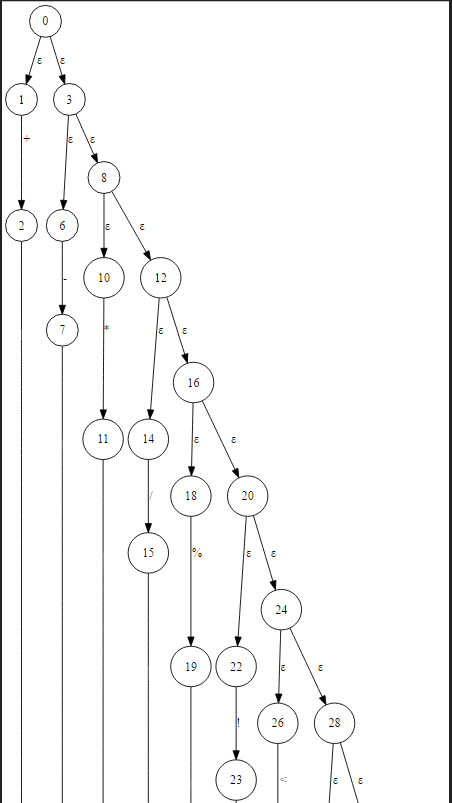 0
ε ε
1 3
+ ε ε
8
2 6 ε ε
10 12
- 7 * ε ε
16
11 14 ε ε
/ 18 20
15 % ε ε
24
19 22 ε ε
! 26 28
23 < ε ε